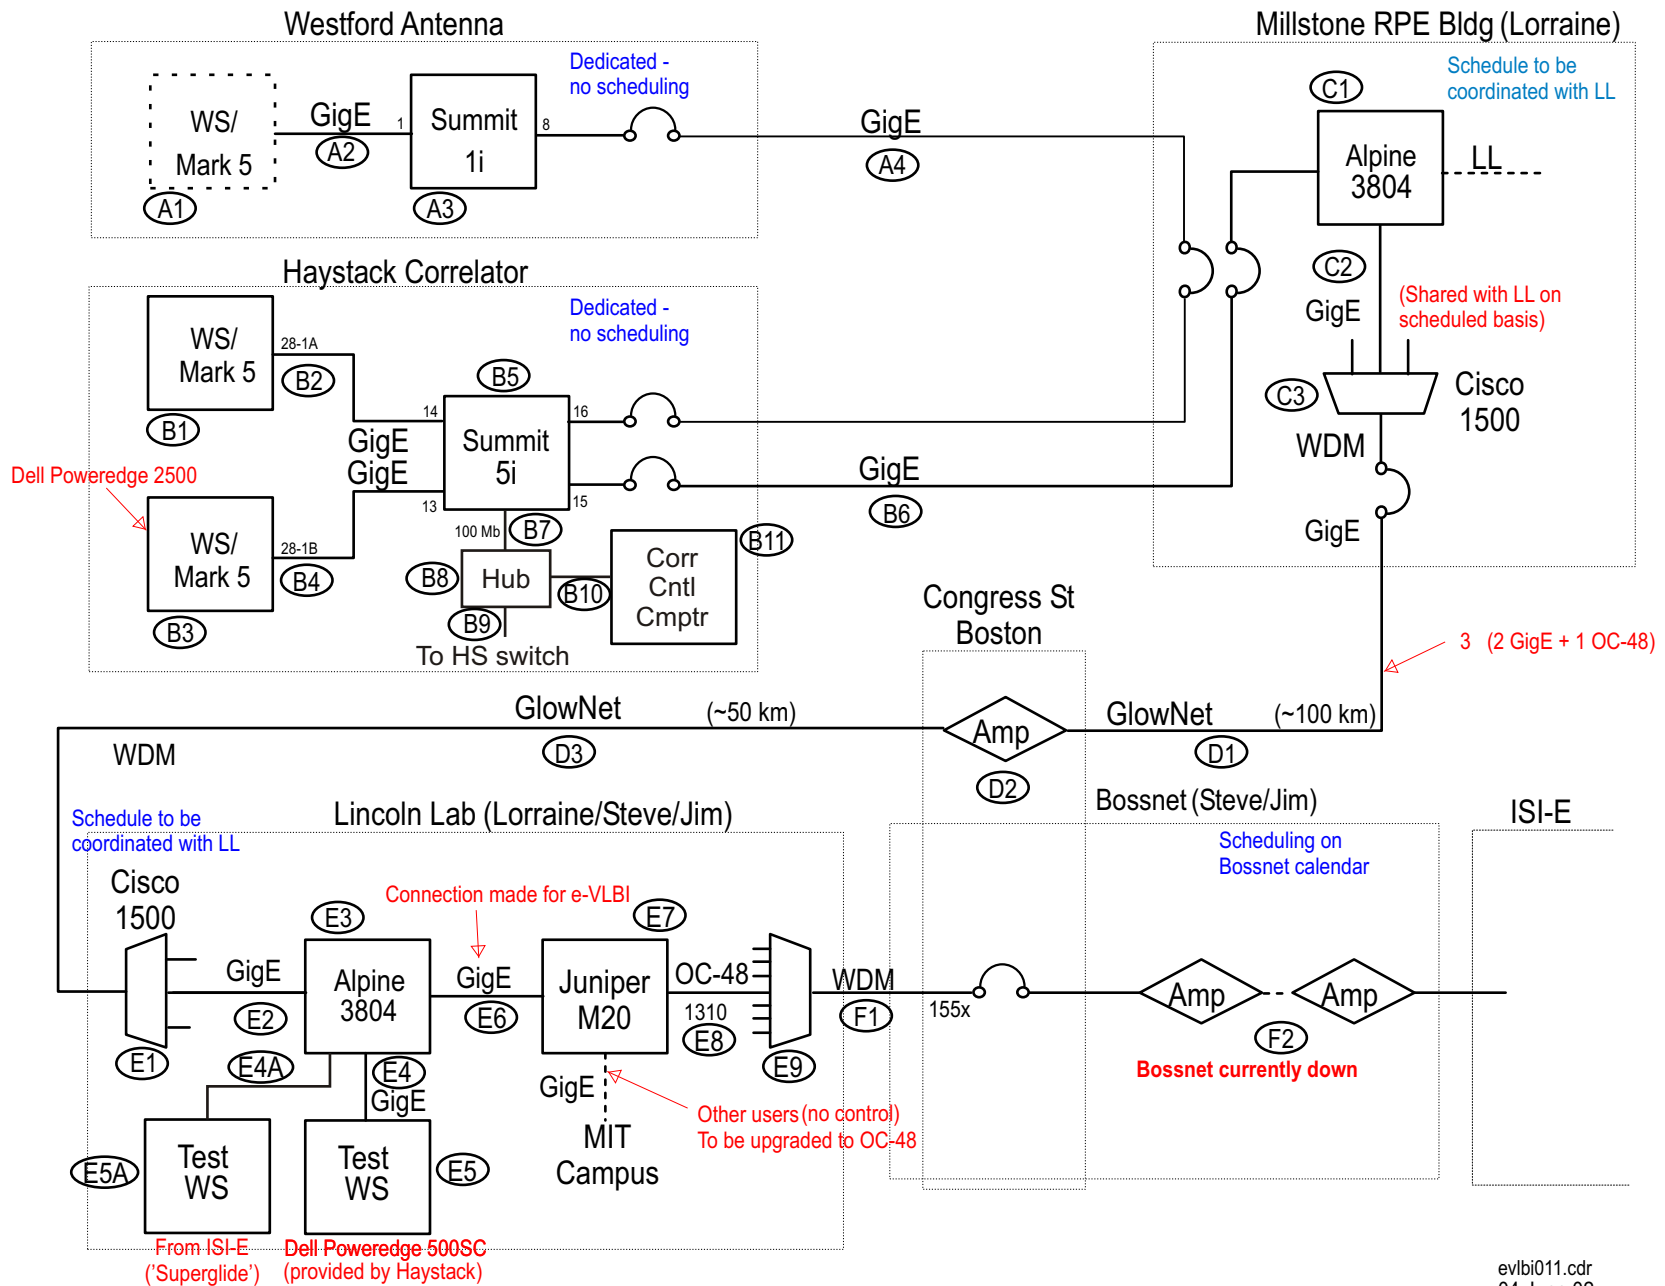 Westford Antenna
Millstone RPE Bldg (Lorraine)
WS/
Mark 5
A1
GigE
A2
1
Summit
1i
A3
8
Dedicated -
no scheduling
GigE
A4
Schedule to be
coordinated with LL
C1
Alpine
3804
LL
C2
GigE
(Shared with LL on
scheduled basis)
C3
Cisco
1500
WDM
GigE
Haystack Correlator
WS/
Mark 5
B1
28-1A
B2
Dedicated -
no scheduling
B5
14
GigE
GigE
13
Summit
5i
16
15
GigE
B6
Dell Poweredge 2500
WS/
Mark 5
B3
28-1B
B4
100 Mb
B7
B8
Hub
B9
B10
Corr
Cntl
Cmptr
B11
To HS switch
Congress St
Boston
3 (2 GigE + 1 OC-48)
GlowNet
(~50 km)
D3
Amp
D2
GlowNet
(~100 km)
D1
WDM
Schedule to be
coordinated with LL
Lincoln Lab (Lorraine/Steve/Jim)
Bossnet (Steve/Jim)
ISI-E
Scheduling on
Bossnet calendar
Cisco
1500
E1
GigE
E2
E3
Alpine
3804
Connection made for e-VLBI
GigE
E6
E7
Juniper
M20
OC-48
1310
E8
E9
WDM
F1
155x
Amp
Amp
F2
Bossnet currently down
E4A
E4
GigE
GigE
MIT
Campus
Other users (no control)
To be upgraded to OC-48
E5A
Test
WS
Test
WS
E5
From ISI-E
('Superglide')
Dell Poweredge 500SC
(provided by Haystack)
evlbi011.cdr